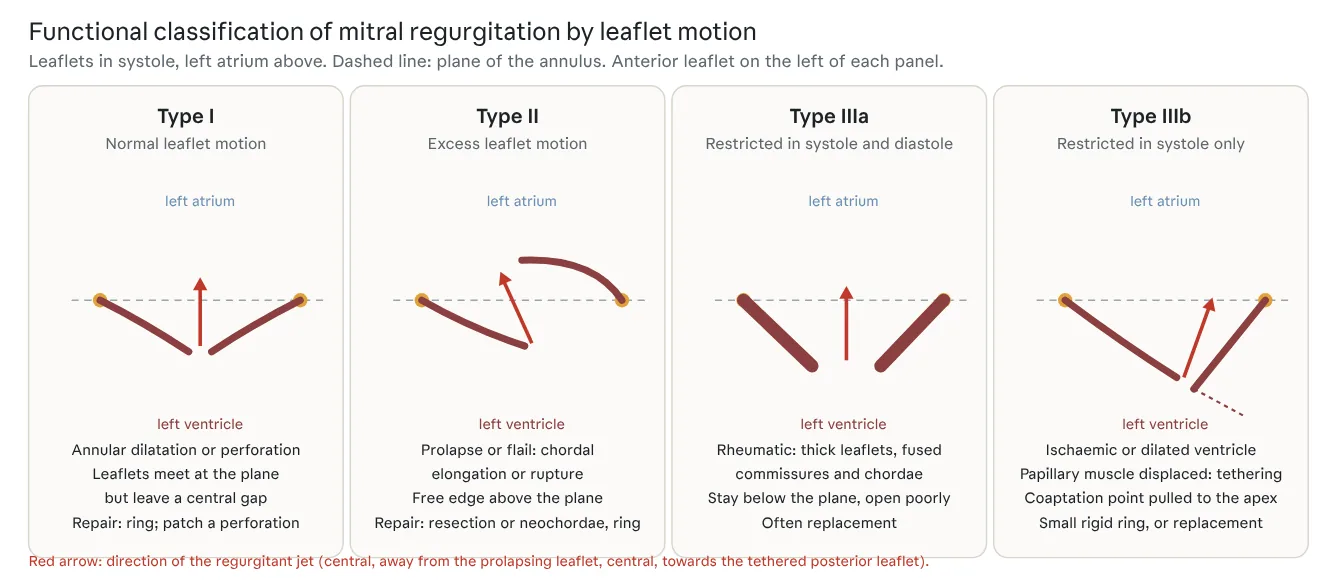 Functional classification of mitral regurgitation by leaflet motion
Leaflets in systole, left atrium above. Dashed line: plane of the annulus. Anterior leaflet on the left of each panel.
Type I
Normal leaflet motion
left atrium
left ventricle
Annular dilatation or perforation
Leaflets meet at the plane
but leave a central gap
Repair: ring; patch a perforation
Type II
Excess leaflet motion
left atrium
left ventricle
Prolapse or flail: chordal
elongation or rupture
Free edge above the plane
Repair: resection or neochordae, ring
Type IIIa
Restricted in systole and diastole
left atrium
left ventricle
Rheumatic: thick leaflets, fused
commissures and chordae
Stay below the plane, open poorly
Often replacement
Type IIIb
Restricted in systole only
left atrium
left ventricle
Ischaemic or dilated ventricle
Papillary muscle displaced: tethering
Coaptation point pulled to the apex
Small rigid ring, or replacement
Red arrow: direction of the regurgitant jet (central, away from the prolapsing leaflet, central, towards the tethered posterior leaflet).